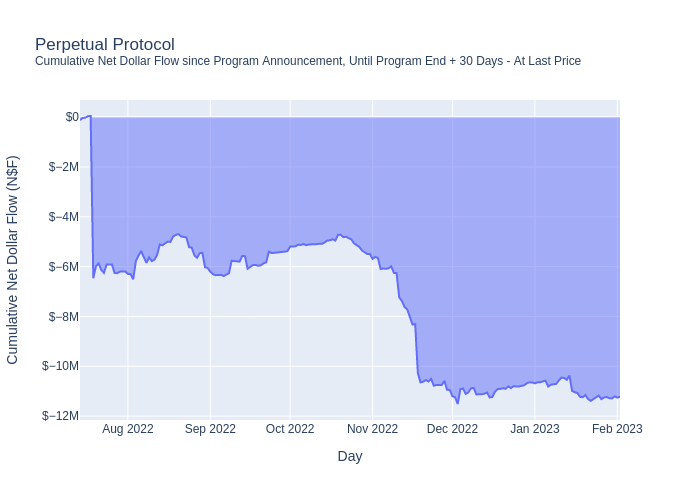 Perpetual Protocol
Cumulative Net Dollar Flow since Program Announcement, Until Program End + 30 Days - At Last Price
Cumulative Net Dollar Flow (N$F)
$0
$−2M
$−4M
$−6M
$−8M
$−10M
$−12M
Aug 2022
Sep 2022
Oct 2022
Nov 2022
Dec 2022
Jan 2023
Feb 2023
Day